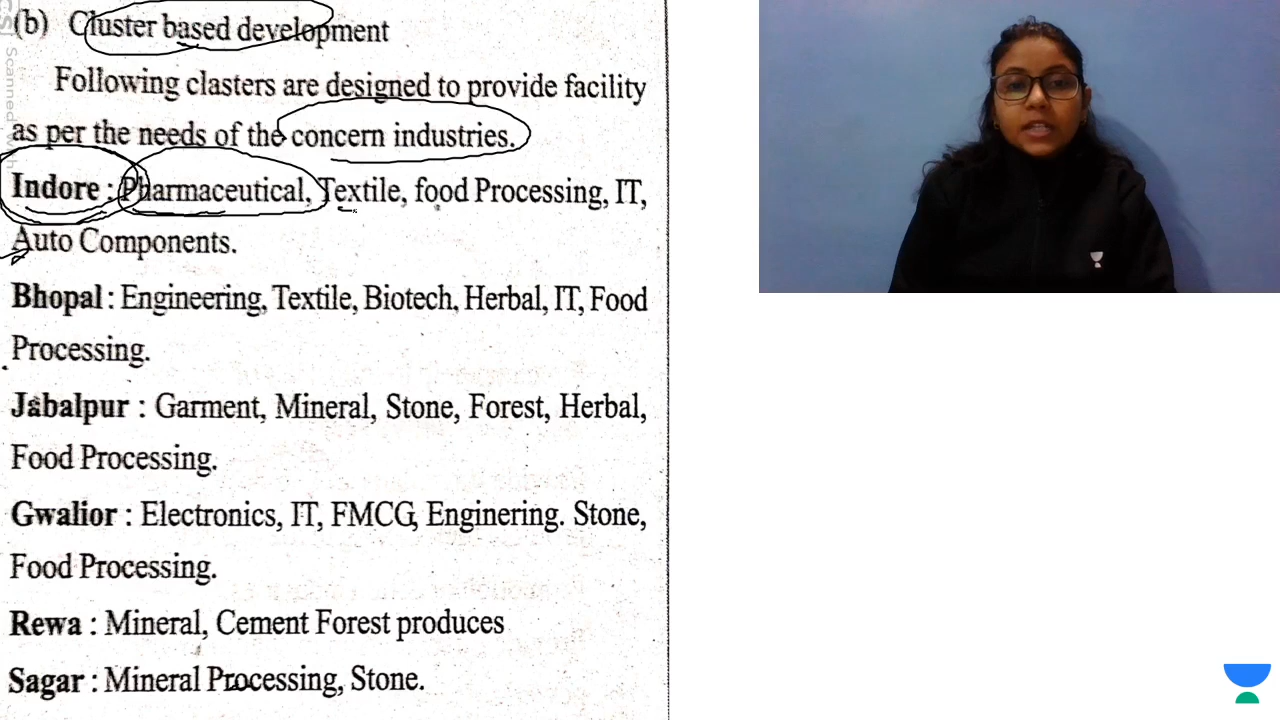 (b) Cluster based development
Following clasters are designed to provide facility
as per the needs of the concern industries.
Indore : Pharmaceutical, Textile, food Processing, IT,
Auto Components.
Bhopal : Engineering, Textile, Biotech, Herbal, IT, Food
Processing.
Jabalpur : Garment, Mineral, Stone, Forest, Herbal,
Food Processing.
Gwalior : Electronics, IT, FMCG, Enginering. Stone,
Food Processing.
Rewa : Mineral, Cement Forest produces
Sagar : Mineral Processing, Stone.
CS Scanned With